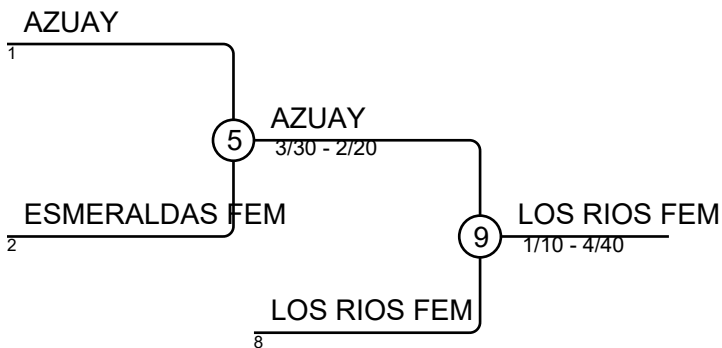 AZUAY
1
5
AZUAY
3/30 - 2/20
ESMERALDAS FEM
2
9
LOS RIOS FEM
1/10 - 4/40
LOS RIOS FEM
8